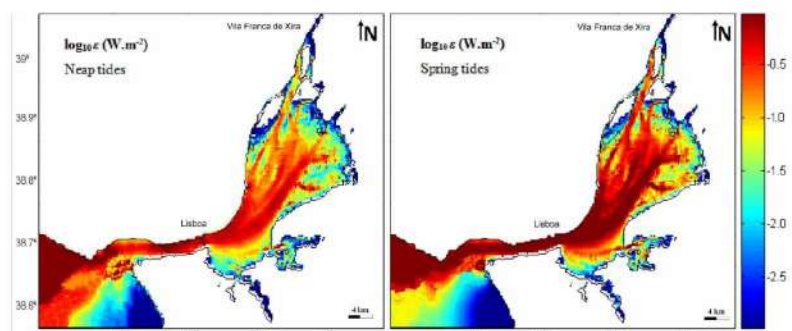 Vila Franca de Xira
N
log₁₀ε (W.m⁻²)
Neap tides
39°
38.9°
38.8°
38.7°
38.6°
Lisboa
4 km
Vila Franca de Xira
N
log₁₀ε (W.m⁻²)
Spring tides
Lisboa
4 km
-0.5
-1.0
-1.5
-2.0
-2.5